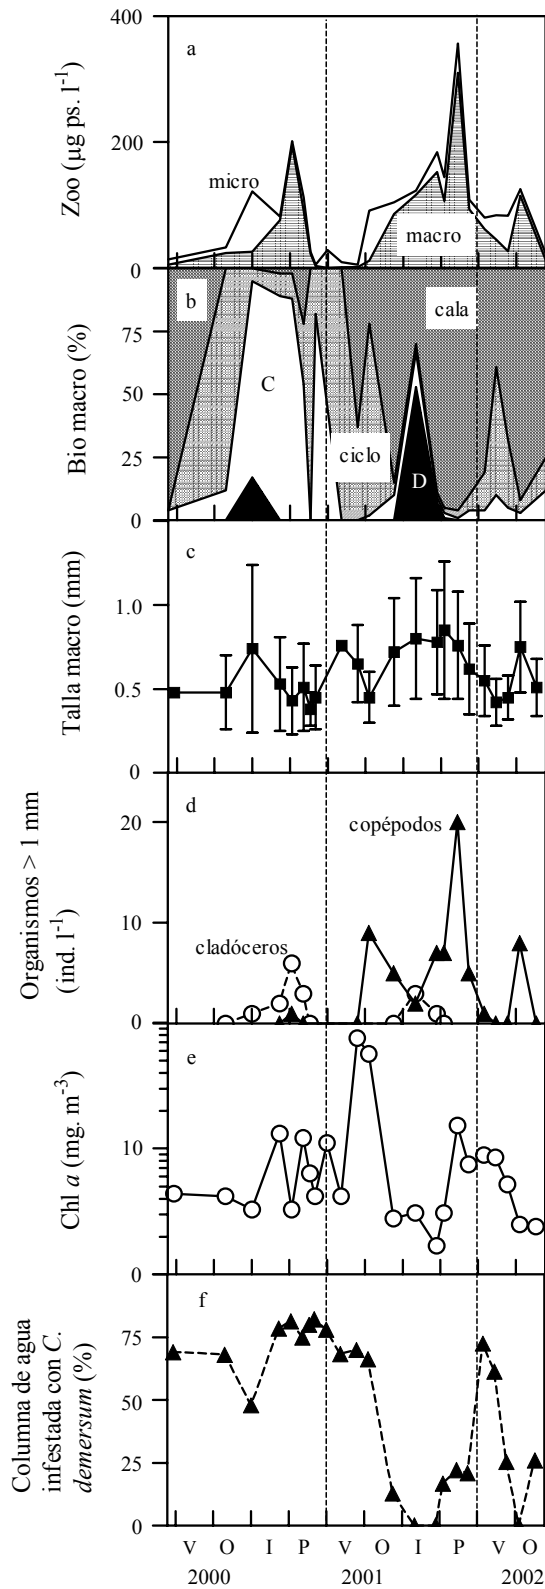 400
a
Zoo (µg ps. l⁻¹)
200
micro
macro
0
b
cala
75
Bio macro (%)
C
50
ciclo
25
D
0
c
Talla macro (mm)
1.0
0.5
0
d
20
copépodos
Organismos > 1 mm
(ind. l⁻¹)
10
cladóceros
0
e
Chl a (mg. m⁻³)
10
0
f
Columna de agua
infestada con C.
demersum (%)
75
50
25
0
V O I P V O I P V O
2000 2001 2002